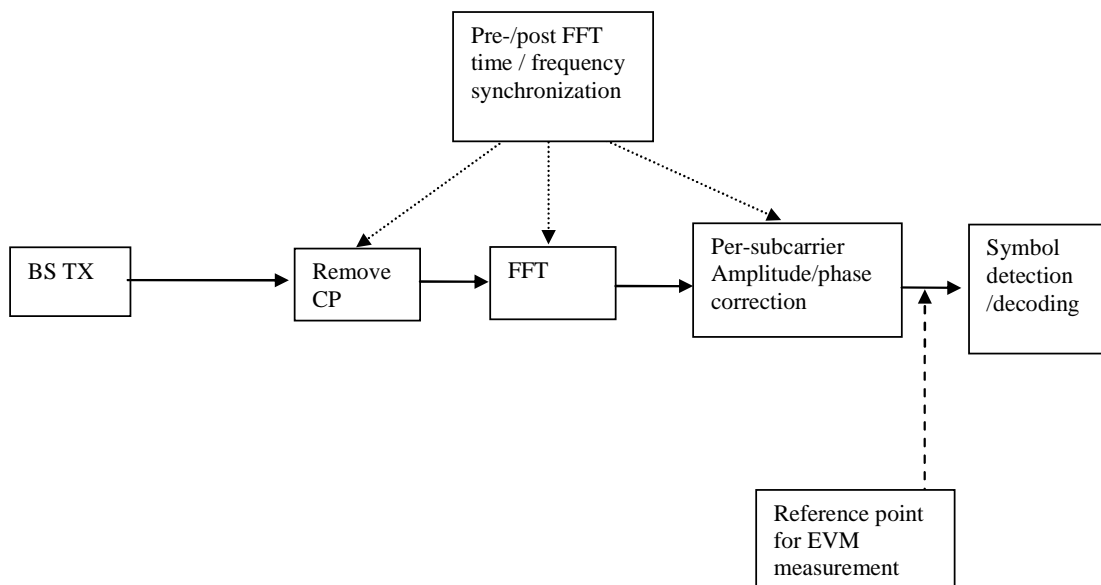 Pre-/post FFT
time / frequency
synchronization
BS TX
Remove
CP
FFT
Per-subcarrier
Amplitude/phase
correction
Symbol
detection
/decoding
Reference point
for EVM
measurement